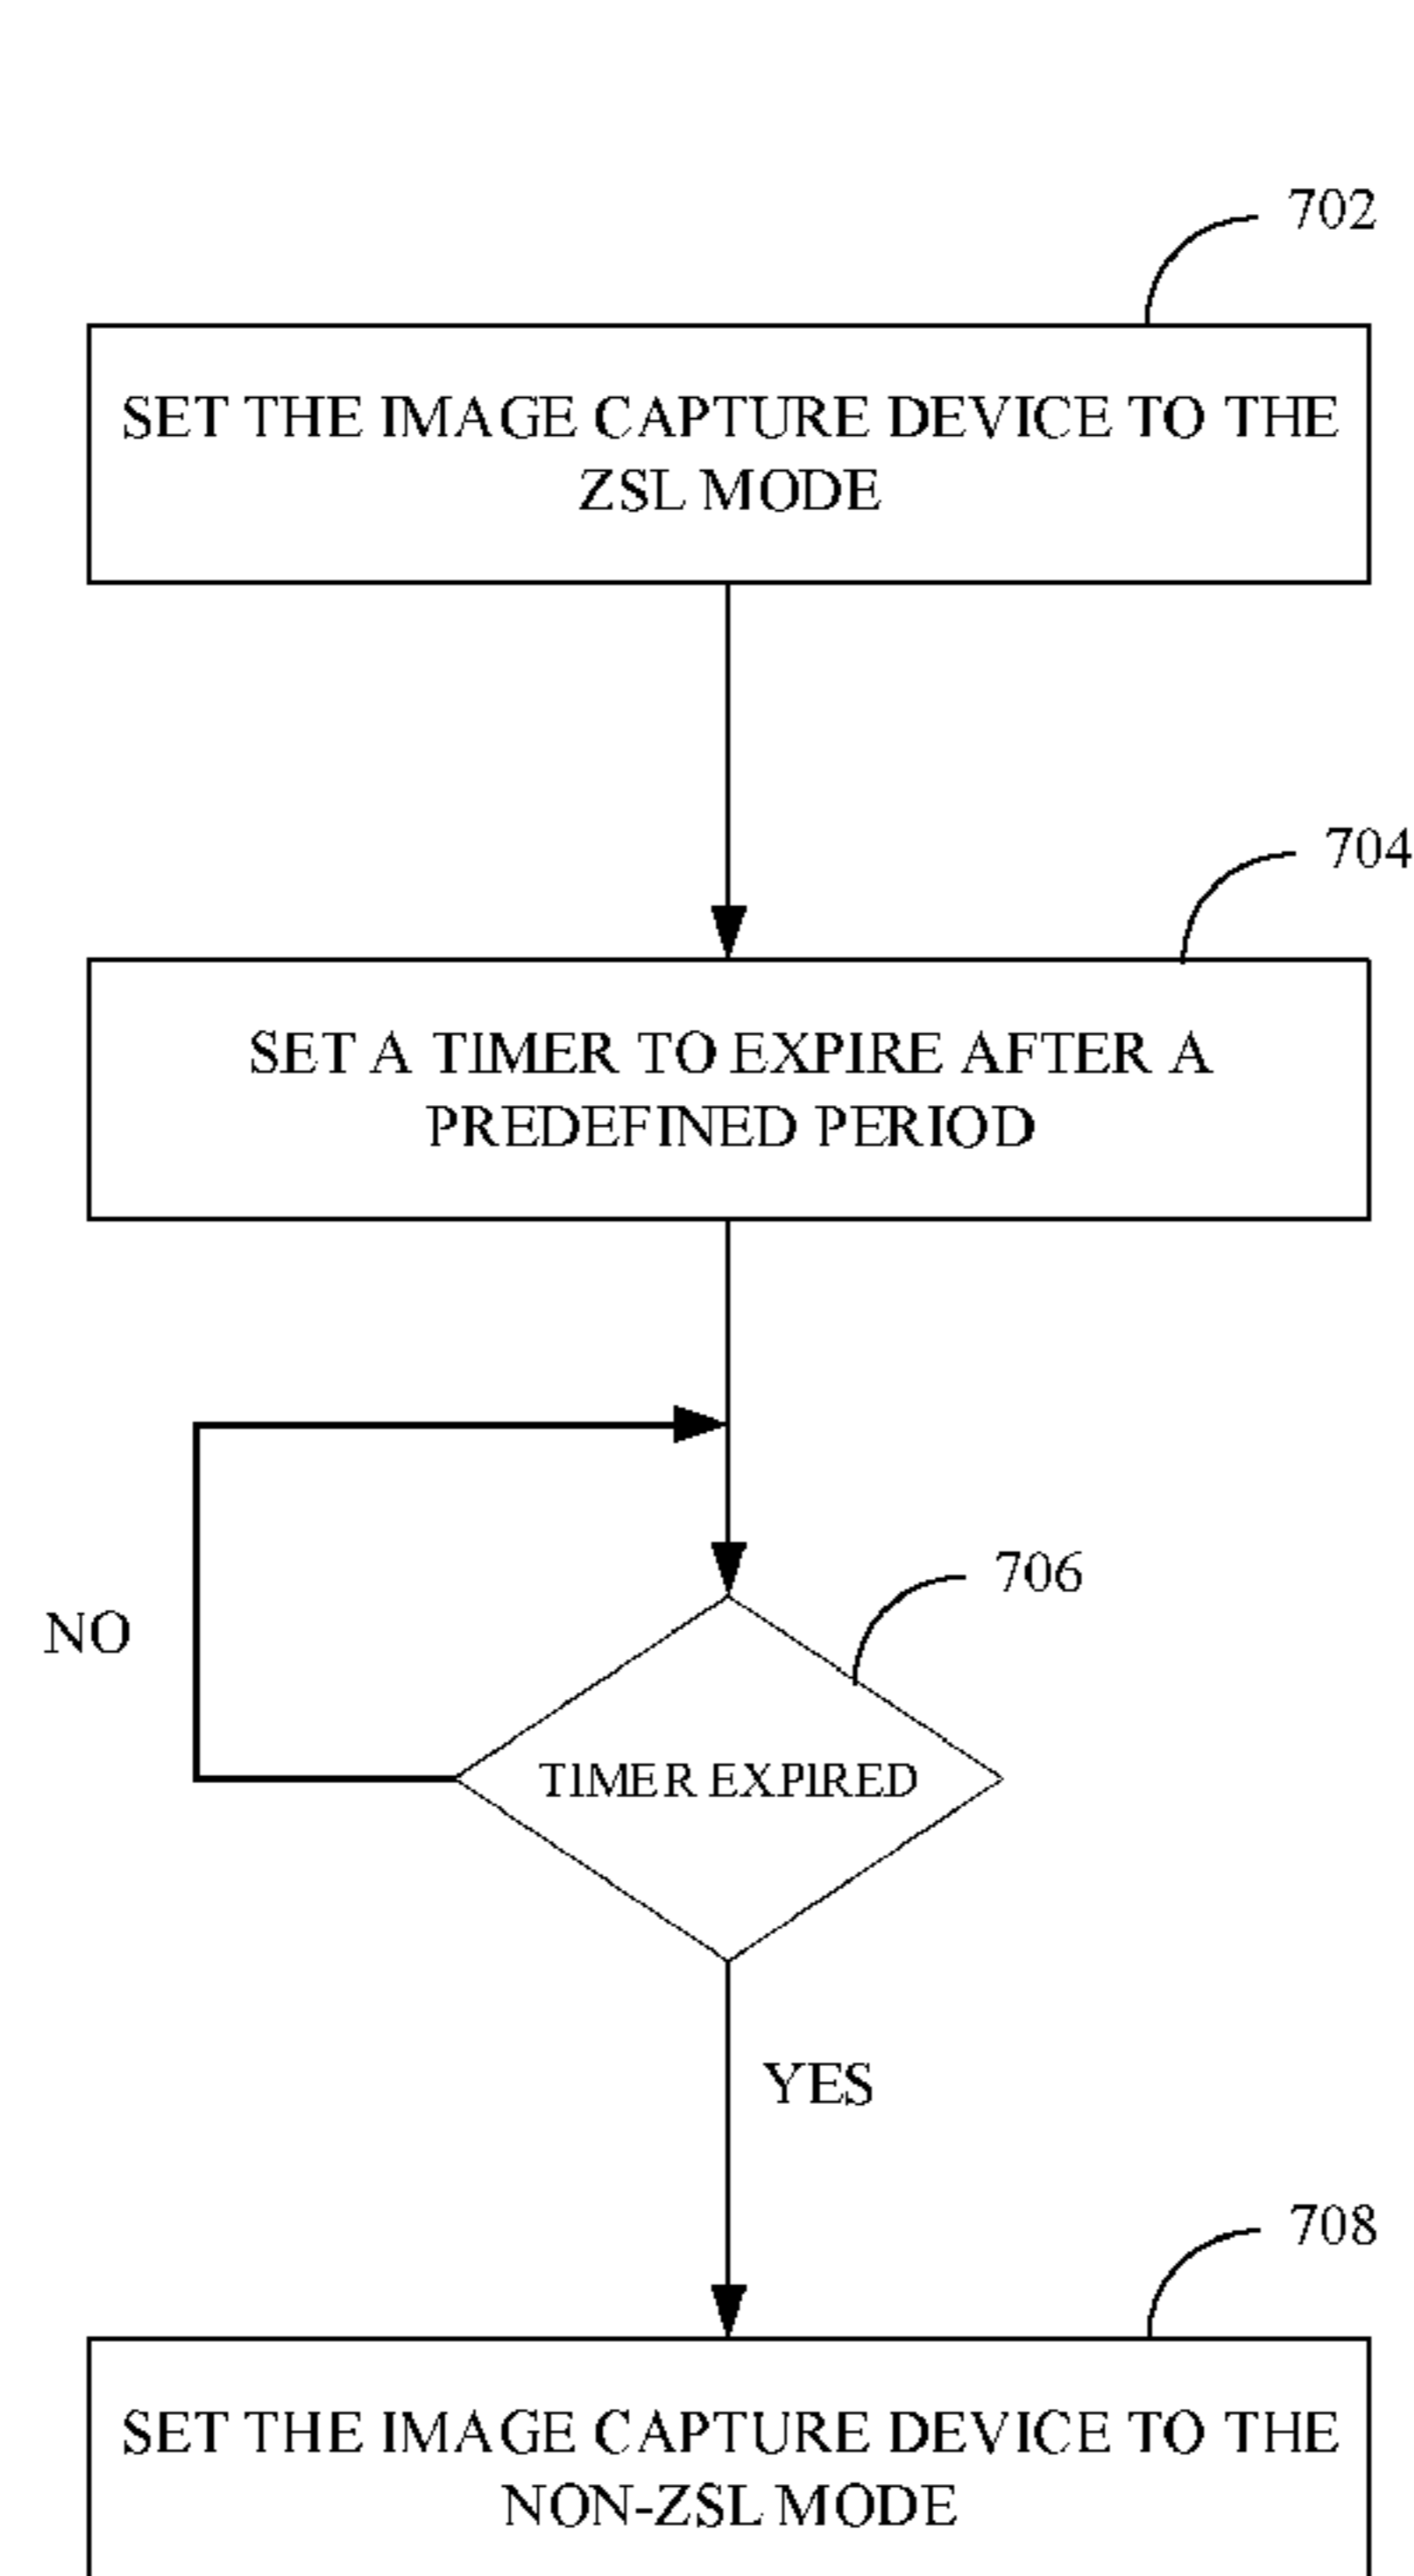 702
SET THE IMAGE CAPTURE DEVICE TO THE
ZSL MODE
704
SET A TIMER TO EXPIRE AFTER A
PREDEFINED PERIOD
706
NO
TIMER EXPIRED
YES
708
SET THE IMAGE CAPTURE DEVICE TO THE
NON-ZSL MODE